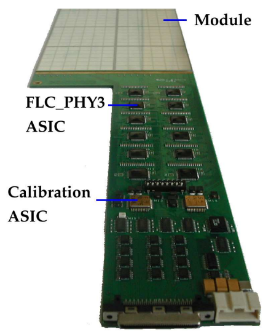 Module
FLC_PHY3
ASIC
Calibration
ASIC